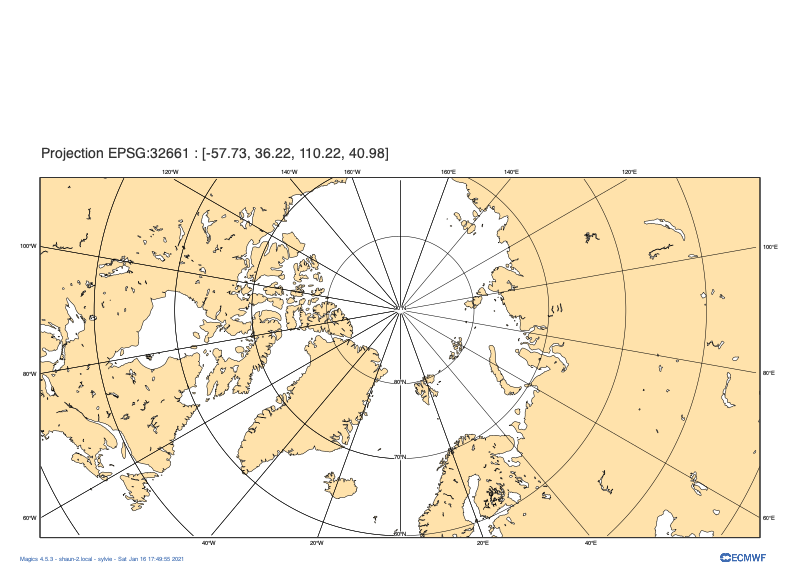 Projection EPSG:32661 : [-57.73, 36.22, 110.22, 40.98]
120°W 140°W 160°W 160°E 140°E 120°E
100°W 100°E
80°W 80°N 80°E
70°N
60°W 60°N 60°E
40°W 20°W 20°E 40°E
Magics 4.5.3 - shaun-2.local - sylvie - Sat Jan 16 17:49:55 2021
ECMWF